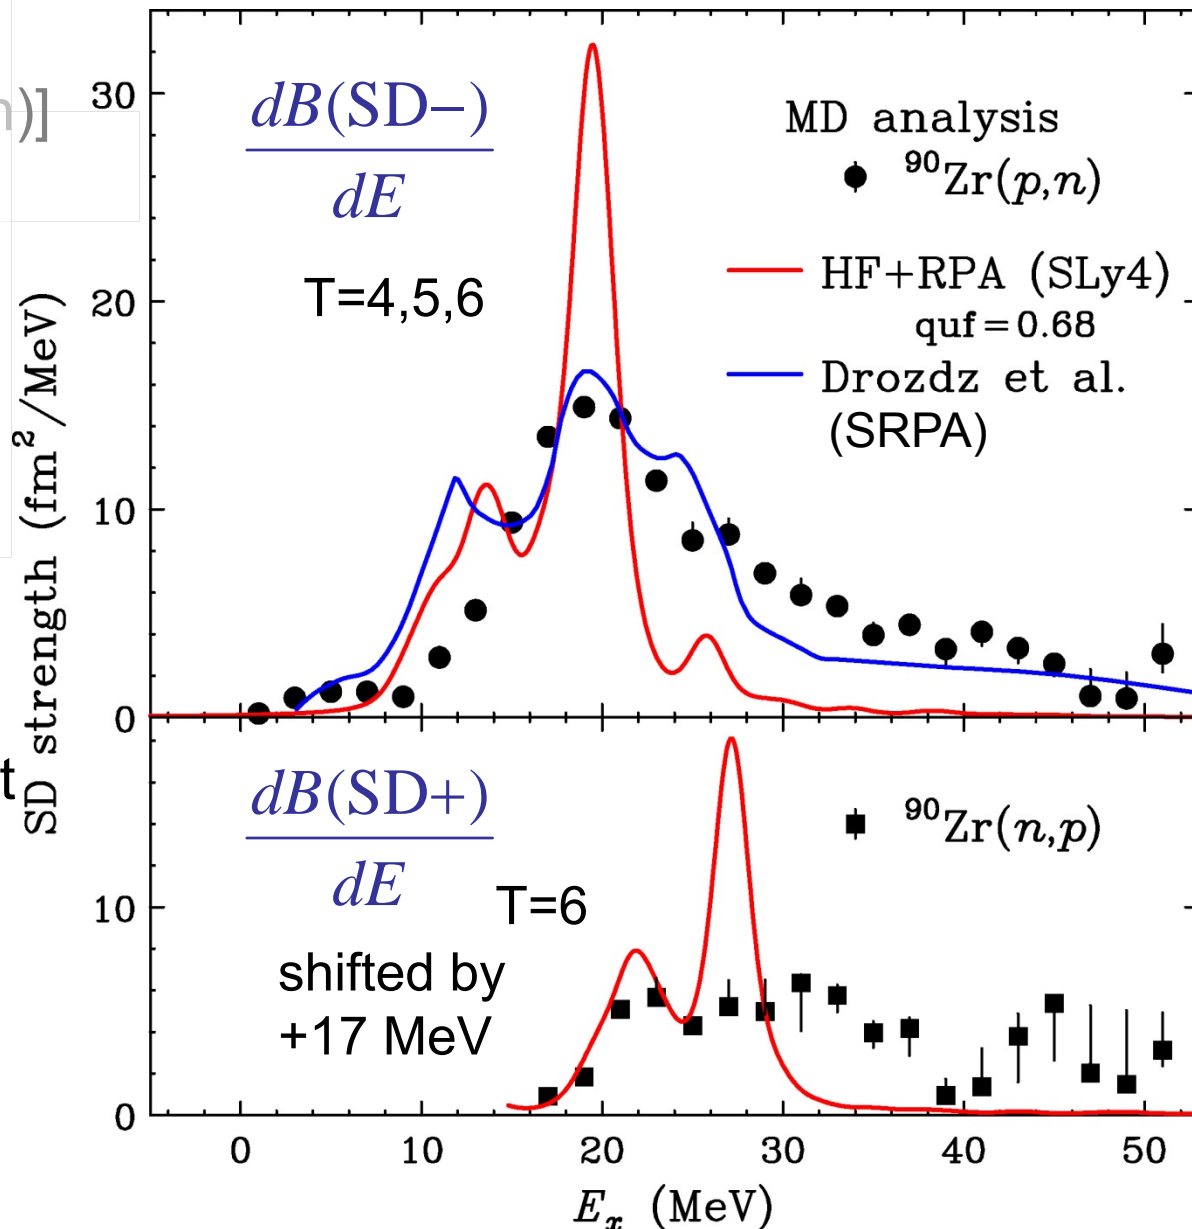 )]
dB(SD−)
dE
T=4,5,6
MD analysis
⁹⁰Zr(p,n)
HF+RPA (SLy4)
quf=0.68
Drozdz et al.
(SRPA)
30
20
10
0
SD strength (fm²/MeV)
t
dB(SD+)
dE
T=6
shifted by
+17 MeV
⁹⁰Zr(n,p)
10
0
0 10 20 30 40 50
Eₓ (MeV)